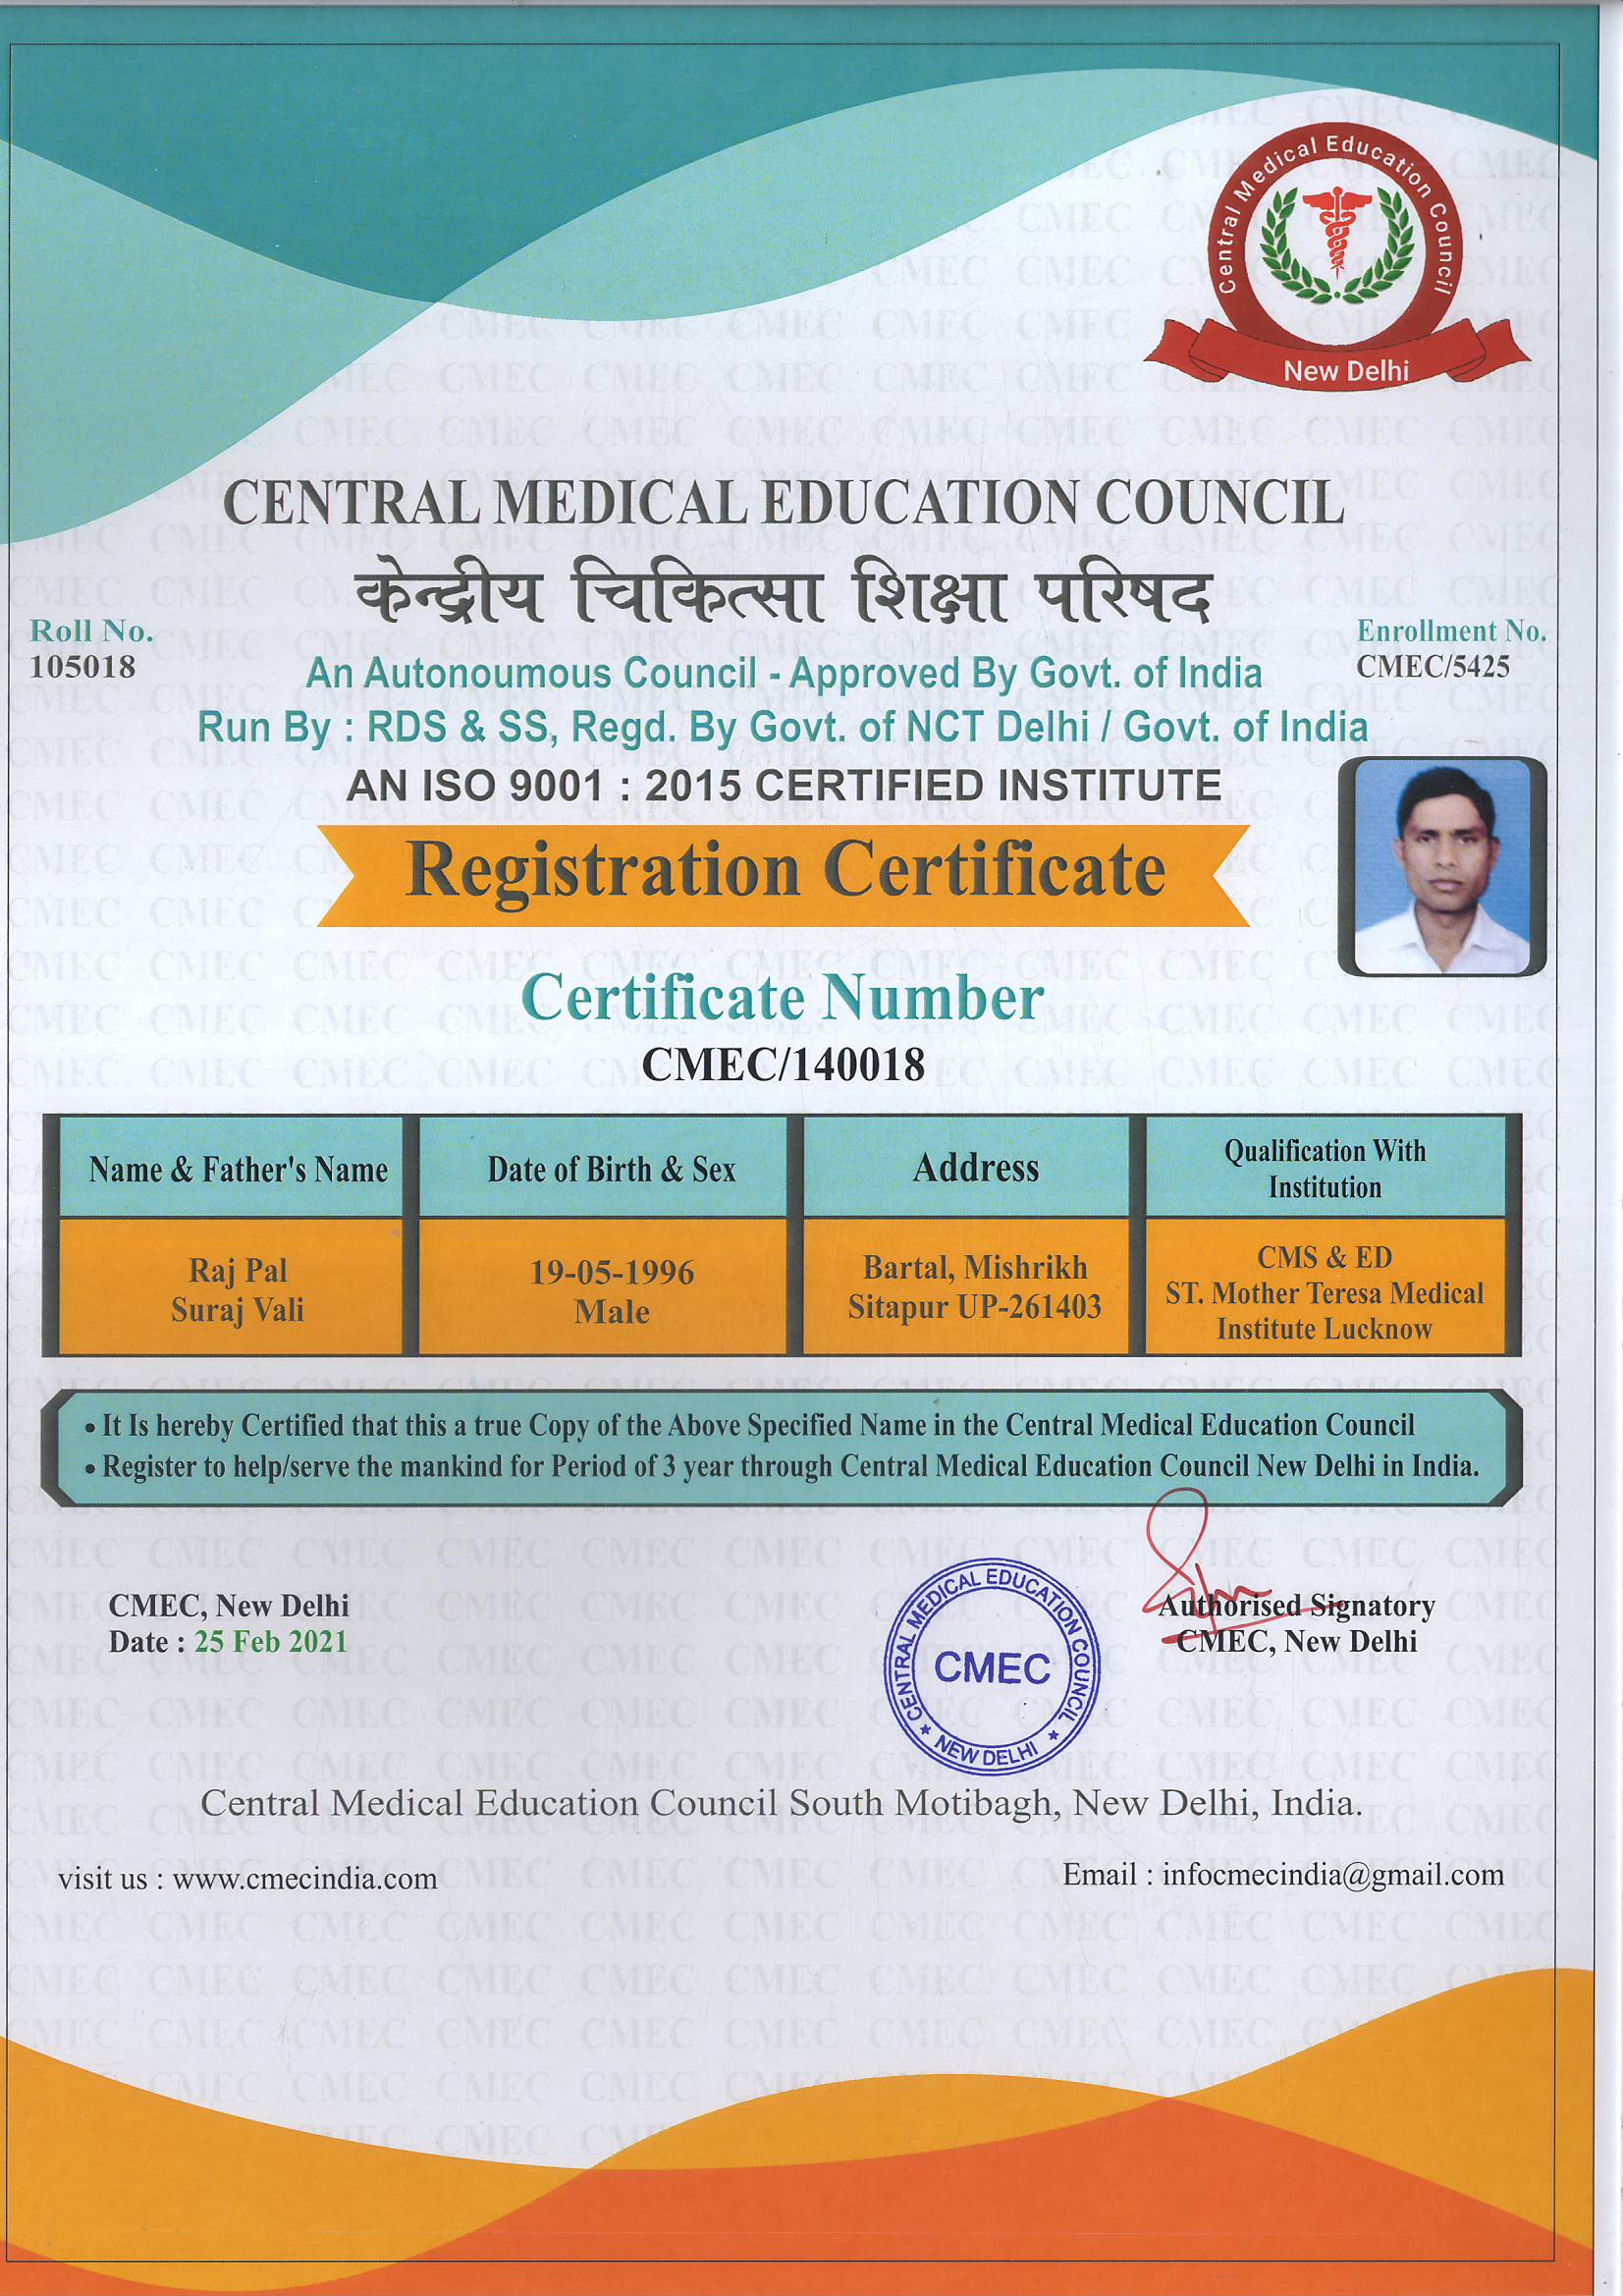 Central Medical Education Council
New Delhi
CENTRAL MEDICAL EDUCATION COUNCIL
केन्द्रीय चिकित्सा शिक्षा परिषद
Roll No.
105018
Enrollment No.
CMEC/5425
An Autonoumous Council - Approved By Govt. of India
Run By : RDS & SS, Regd. By Govt. of NCT Delhi / Govt. of India
AN ISO 9001 : 2015 CERTIFIED INSTITUTE
Registration Certificate
Certificate Number
CMEC/140018
Name & Father's Name
Date of Birth & Sex
Address
Qualification With
Institution
Raj Pal
Suraj Vali
19-05-1996
Male
Bartal, Mishrikh
Sitapur UP-261403
CMS & ED
ST. Mother Teresa Medical
Institute Lucknow
• It Is hereby Certified that this a true Copy of the Above Specified Name in the Central Medical Education Council
• Register to help/serve the mankind for Period of 3 year through Central Medical Education Council New Delhi in India.
CMEC, New Delhi
Date : 25 Feb 2021
CENTRAL MEDICAL EDUCATION COUNCIL
CMEC
★ NEW DELHI ★
Authorised Signatory
CMEC, New Delhi
Central Medical Education Council South Motibagh, New Delhi, India.
visit us : www.cmecindia.com
Email : infocmecindia@gmail.com